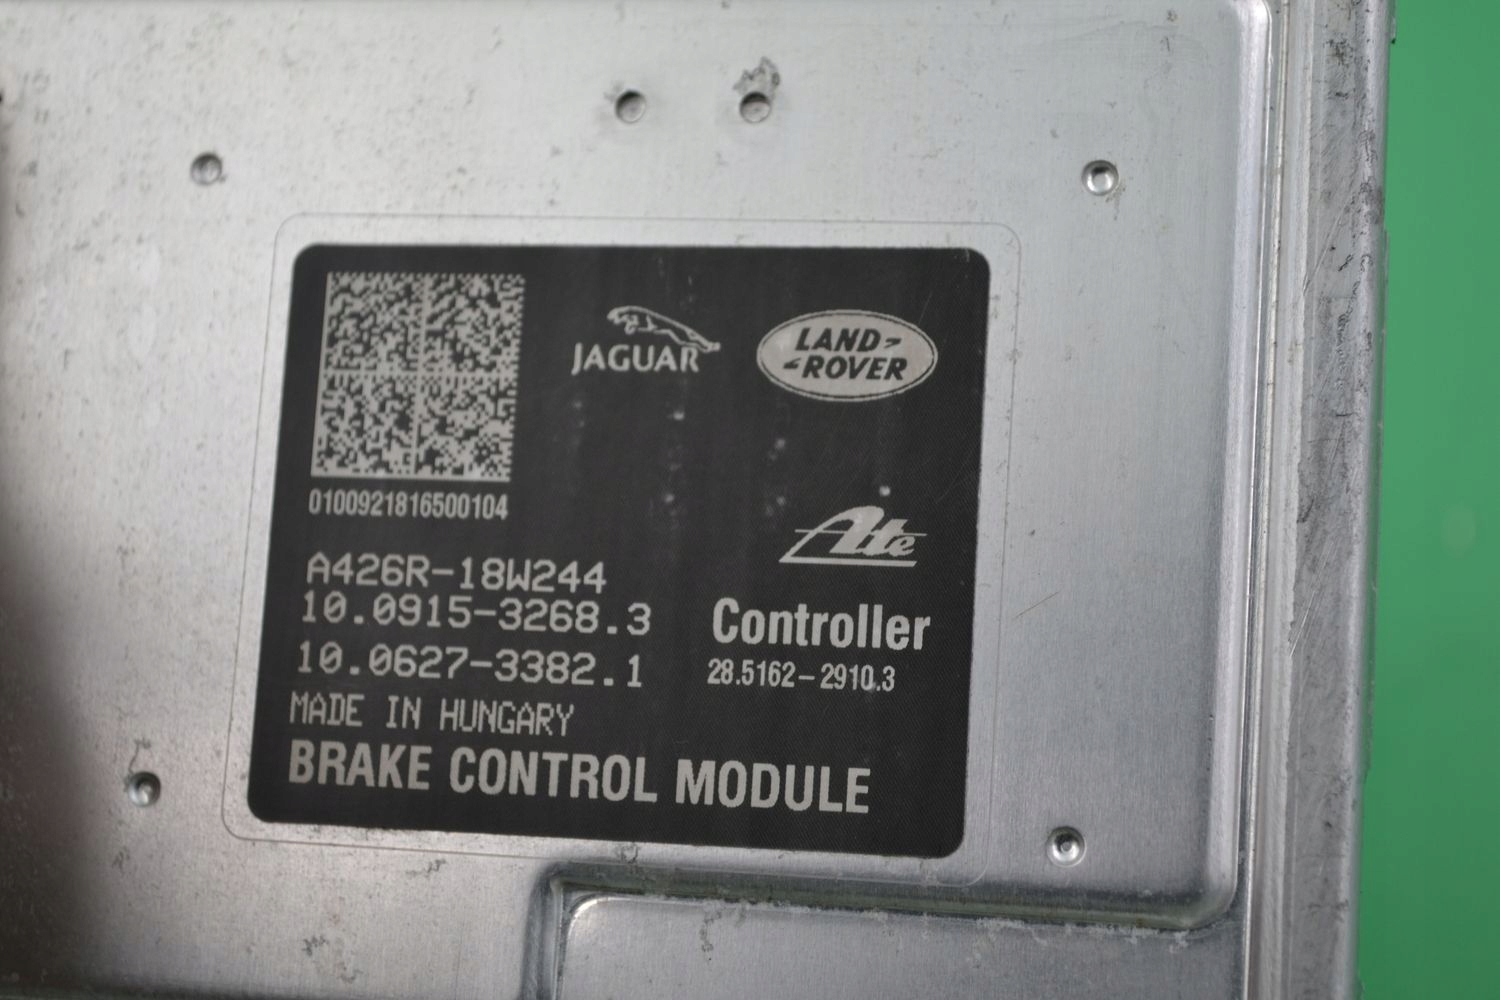 JAGUAR
LAND-
-ROVER
0100921816500104
Ate
A426R-18W244
10.0915-3268.3
Controller
10.0627-3382.1
28.5162-2910.3
MADE IN HUNGARY
BRAKE CONTROL MODULE